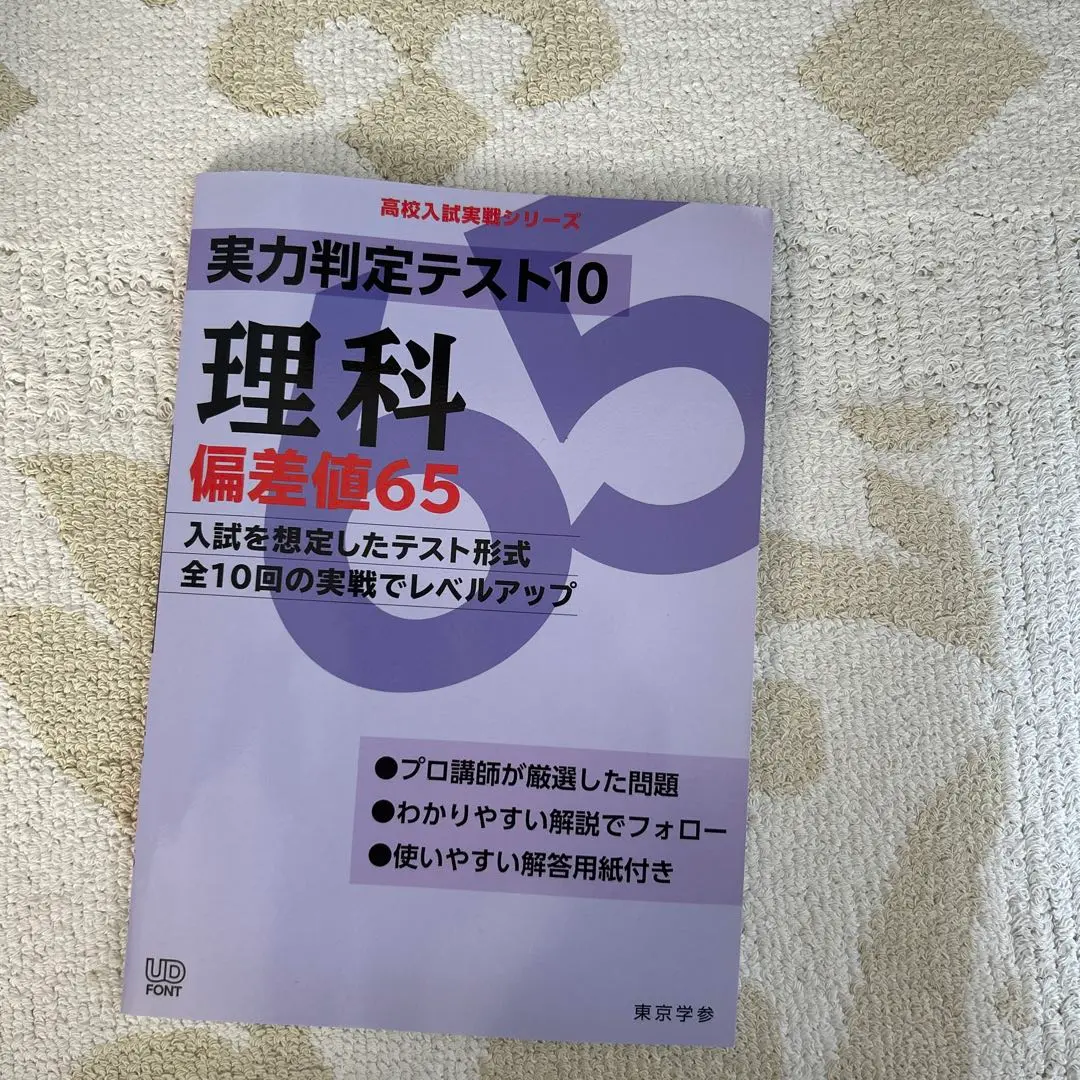 高校入試実戦シリーズ
実力判定テスト10
理科
偏差値65
入試を想定したテスト形式
全10回の実戦でレベルアップ
●プロ講師が厳選した問題
●わかりやすい解説でフォロー
●使いやすい解答用紙付き
UD
FONT
東京学参
65